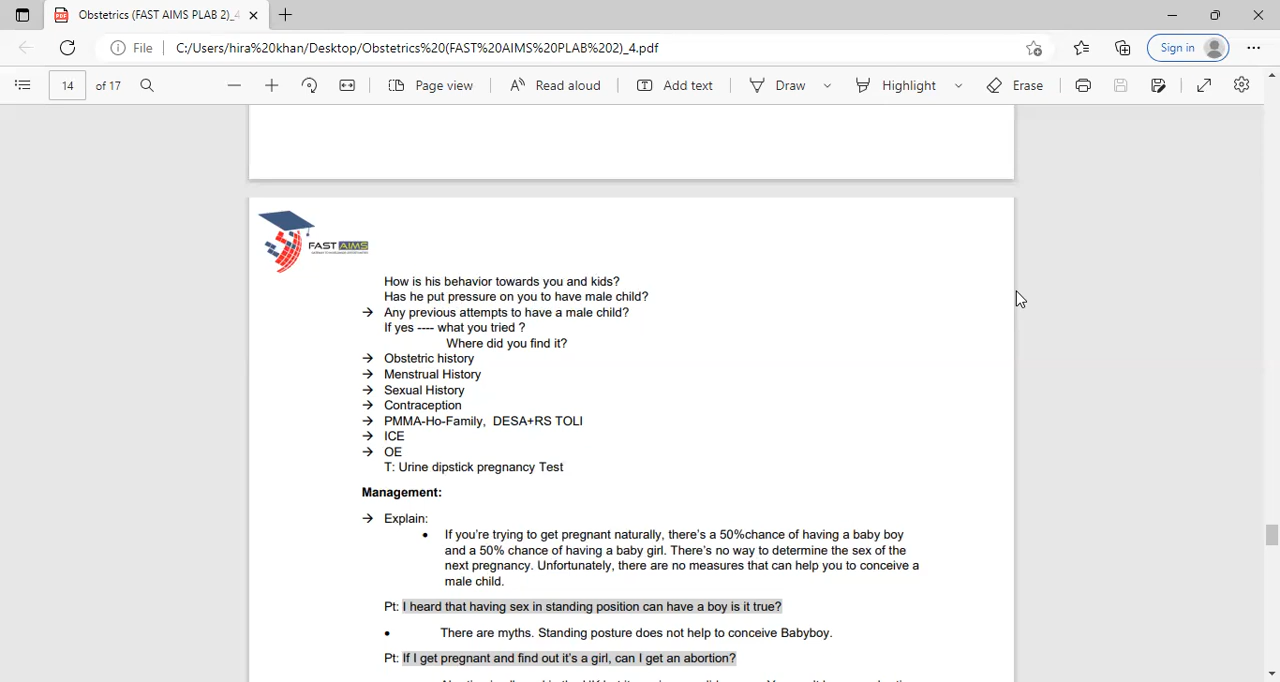 Obstetrics (FAST AIMS PLAB 2)_4
File C:/Users/hira%20khan/Desktop/Obstetrics%20(FAST%20AIMS%20PLAB%202)_4.pdf Sign in
14 of 17 Page view Read aloud Add text Draw Highlight Erase
FAST AIMS
How is his behavior towards you and kids?
Has he put pressure on you to have male child?
→ Any previous attempts to have a male child?
If yes ---- what you tried ?
Where did you find it?
→ Obstetric history
→ Menstrual History
→ Sexual History
→ Contraception
→ PMMA-Ho-Family, DESA+RS TOLI
→ ICE
→ OE
T: Urine dipstick pregnancy Test
Management:
→ Explain:
• If you're trying to get pregnant naturally, there's a 50%chance of having a baby boy
and a 50% chance of having a baby girl. There's no way to determine the sex of the
next pregnancy. Unfortunately, there are no measures that can help you to conceive a
male child.
Pt: I heard that having sex in standing position can have a boy is it true?
• There are myths. Standing posture does not help to conceive Babyboy.
Pt: If I get pregnant and find out it's a girl, can I get an abortion?